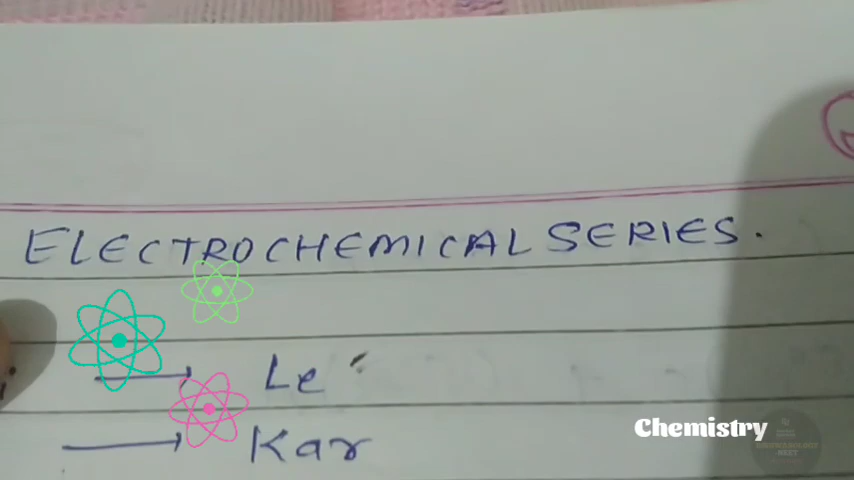 ELECTROCHEMICAL SERIES.
→ Le
→ Kar
Chemistry